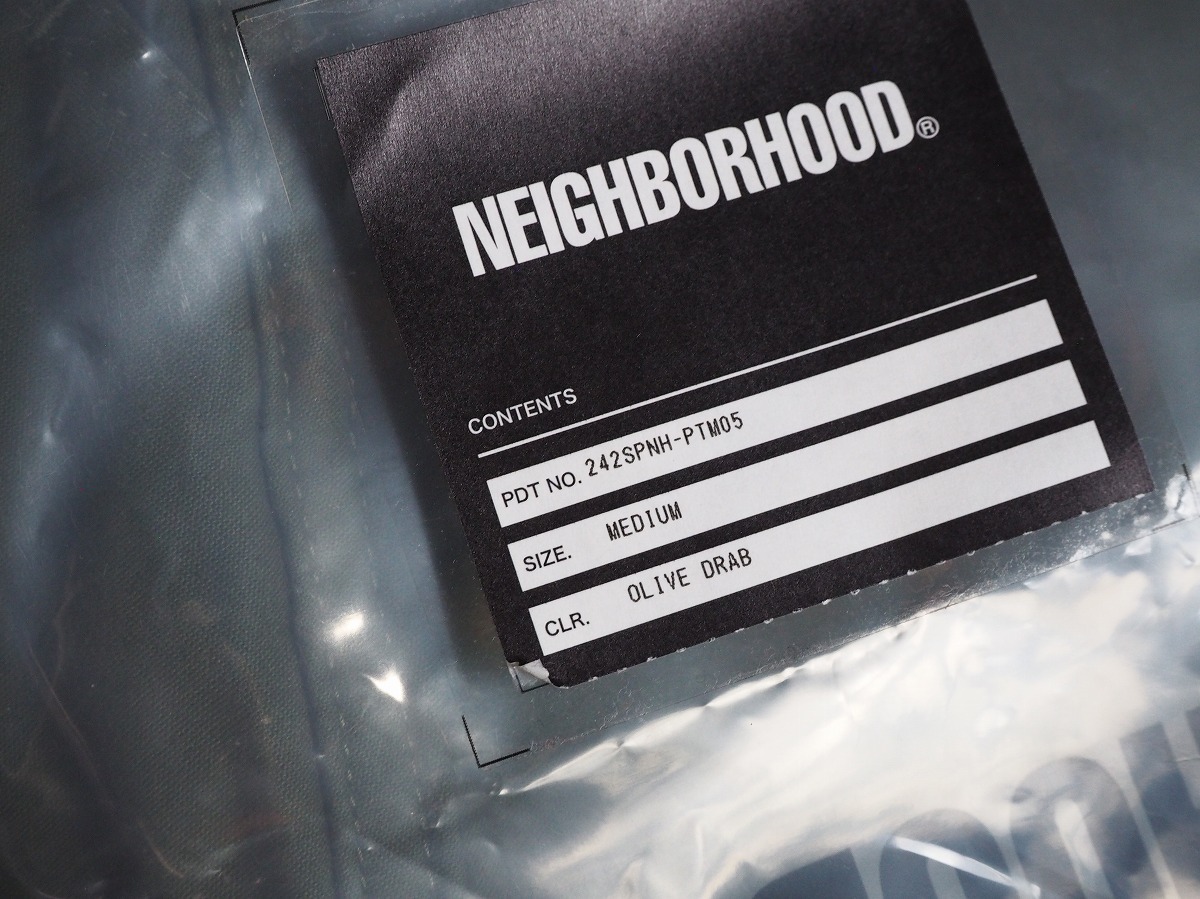 NEIGHBORHOOD®
CONTENTS
PDT NO. 242SPNH-PTM05
SIZE. MEDIUM
CLR. OLIVE DRAB